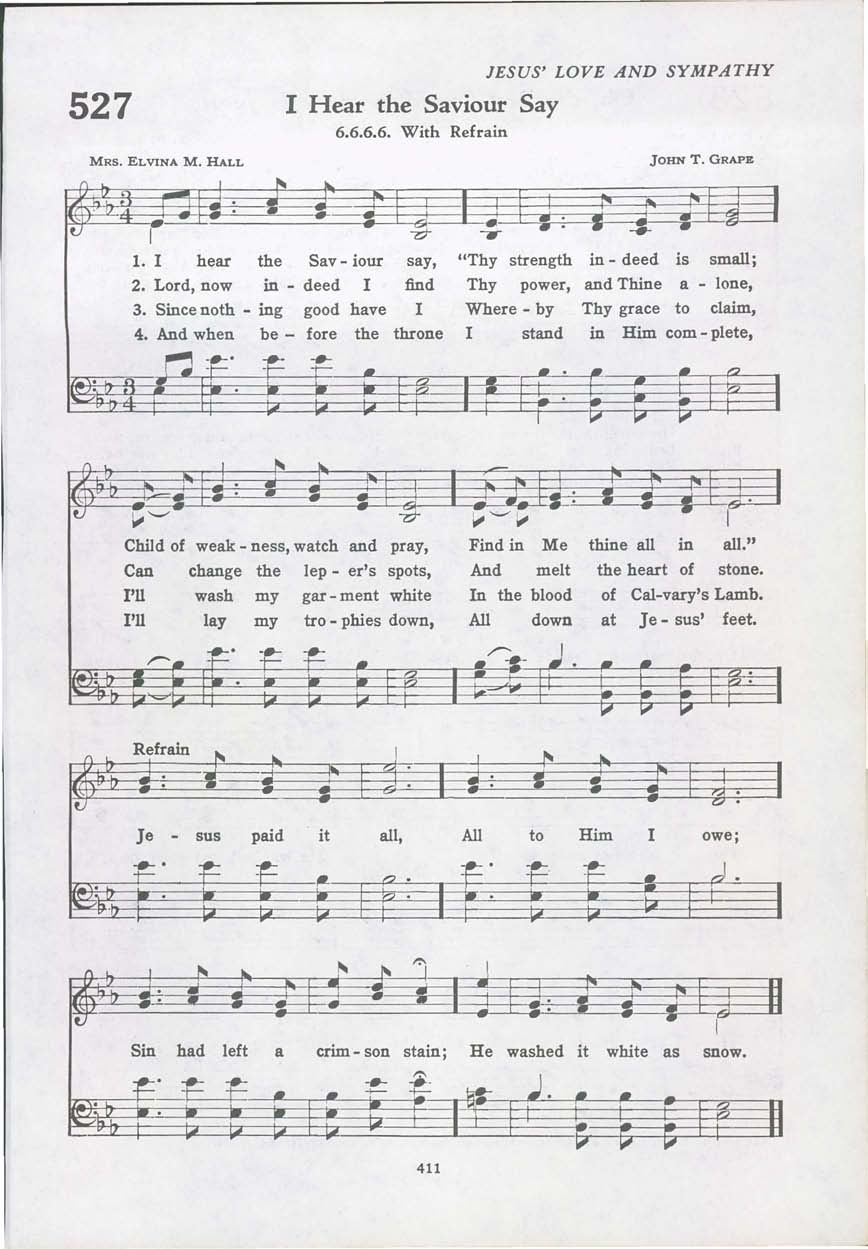 JESUS' LOVE AND SYMPATHY
527 I Hear the Saviour Say
6.6.6.6. With Refrain
MRS. ELVINA M. HALL JOHN T. GRAPE
3
4
1. I hear the Sav - iour say, "Thy strength in - deed is small;
2. Lord, now in - deed I find Thy power, and Thine a - lone,
3. Since noth - ing good have I Where - by Thy grace to claim,
4. And when be - fore the throne I stand in Him com - plete,
3
4
Child of weak - ness, watch and pray, Find in Me thine all in all."
Can change the lep - er's spots, And melt the heart of stone.
I'll wash my gar - ment white In the blood of Cal - vary's Lamb.
I'll lay my tro - phies down, All down at Je - sus' feet.
Refrain
Je - sus paid it all, All to Him I owe;
Sin had left a crim - son stain; He washed it white as snow.
411